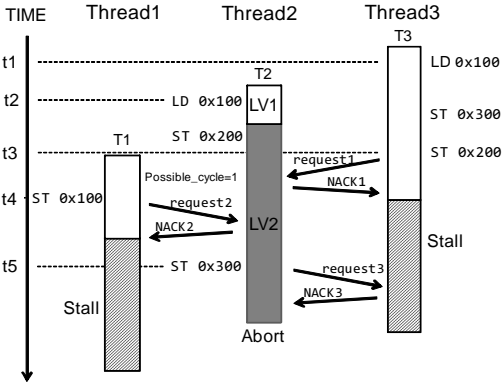 TIME Thread1 Thread2 Thread3
T3
t1 LD 0x100
T2
t2 LD 0x100 LV1
ST 0x300
ST 0x200
t3 T1 ST 0x200
request1
Possible_cycle=1
NACK1
t4 ST 0x100
request2
NACK2 LV2
Stall
t5 ST 0x300
request3
NACK3
Stall
Abort